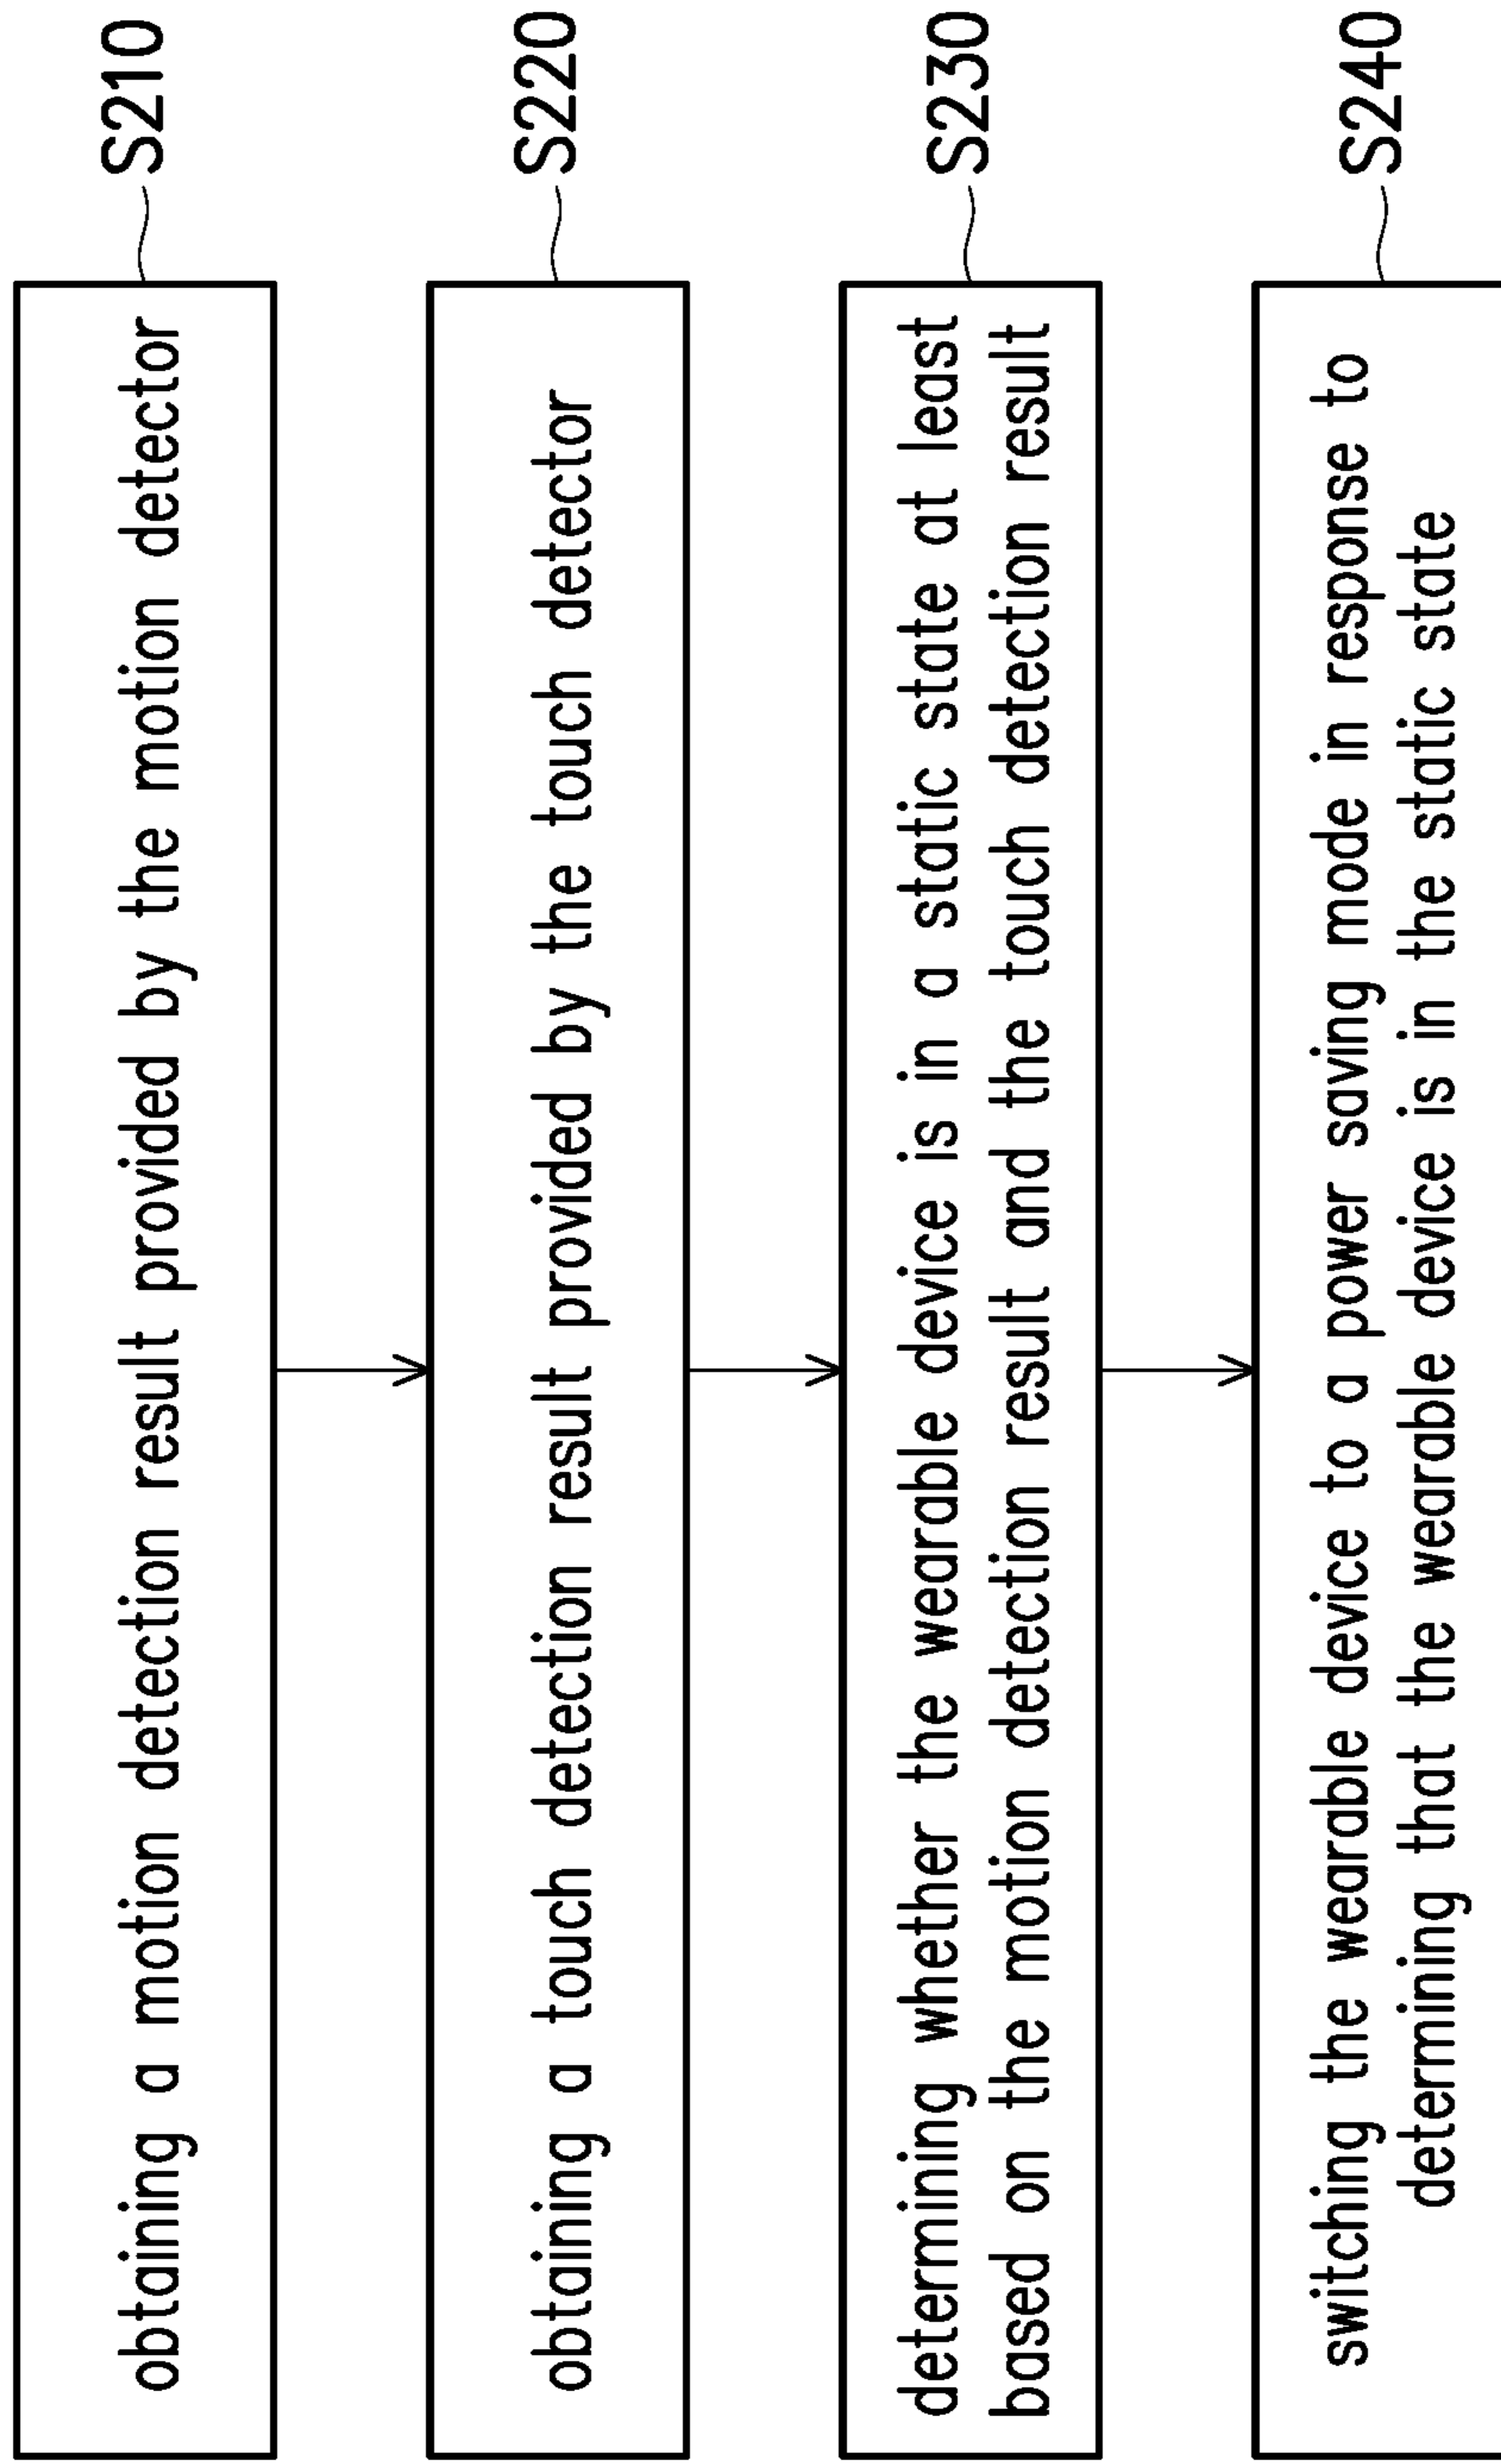 obtaining a motion detection result provided by the motion detector
S210
obtaining a touch detection result provided by the touch detector
S220
determining whether the wearable device is in a static state at least
based on the motion detection result and the touch detection result
S230
switching the wearable device to a power saving mode in response to
determining that the wearable device is in the static state
S240